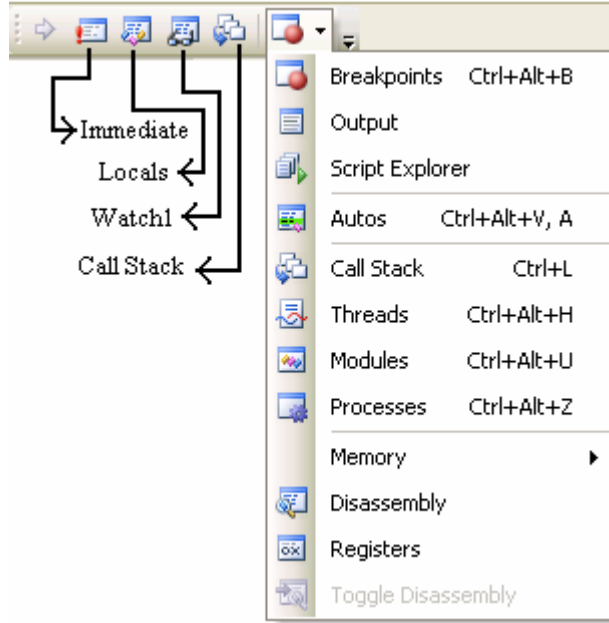 Immediate
Locals
Watch1
Call Stack
Breakpoints Ctrl+Alt+B
Output
Script Explorer
Autos Ctrl+Alt+V, A
Call Stack Ctrl+L
Threads Ctrl+Alt+H
Modules Ctrl+Alt+U
Processes Ctrl+Alt+Z
Memory
Disassembly
Registers
Toggle Disassembly